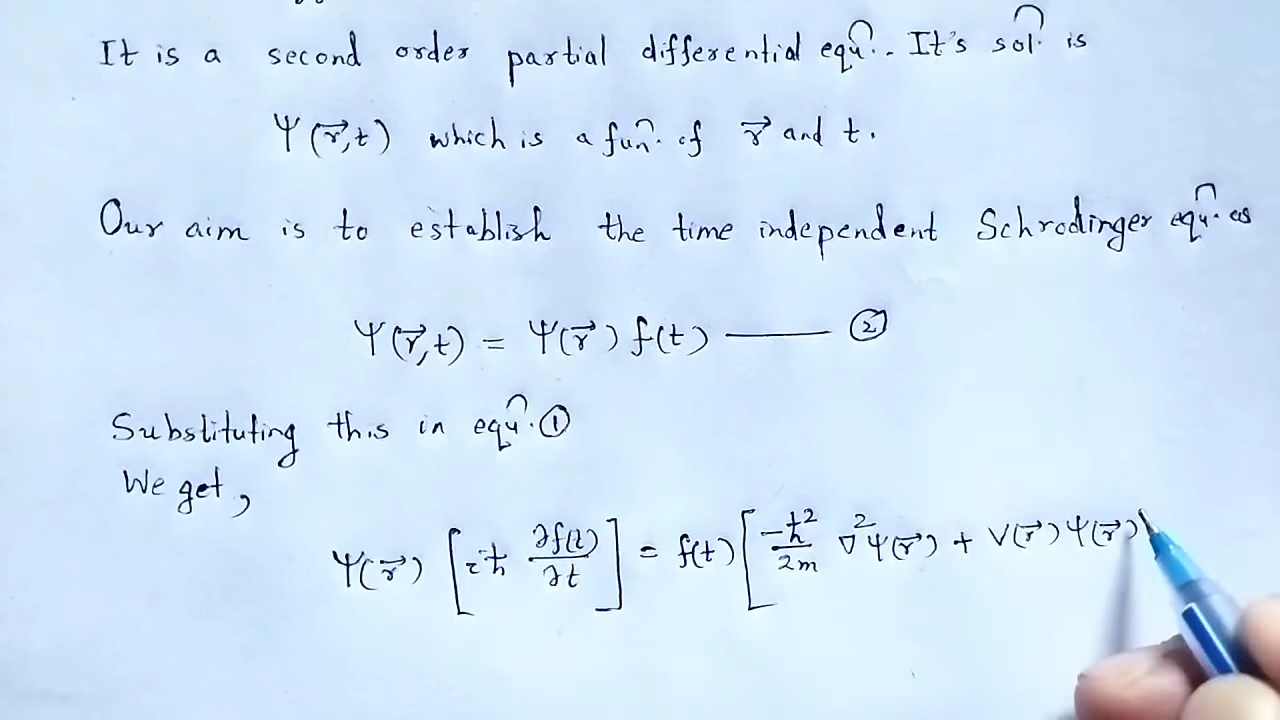 It is a second order partial differential equⁿ. It's solⁿ is
Ψ(r⃗,t) which is a funⁿ. of r⃗ and t.
Our aim is to establish the time independent Schrodinger equⁿ. as
Ψ(r⃗,t) = Ψ(r⃗) f(t) —— ②
Substituting this in equⁿ. ①
We get,
Ψ(r⃗) [iħ ∂f(t)/∂t] = f(t) [-ħ²/2m ∇²Ψ(r⃗) + V(r⃗) Ψ(r⃗)